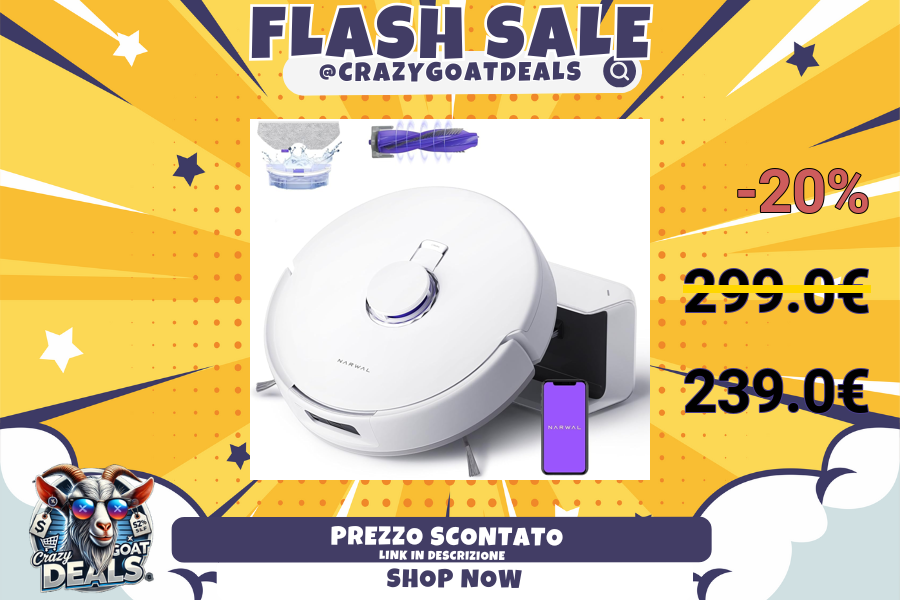 FLASH SALE
@CRAZYGOATDEALS
-20%
299.0€
239.0€
NARWAL
NARWAL
$
52%
Crazy
GOAT
DEALS
PREZZO SCONTATO
LINK IN DESCRIZIONE
SHOP NOW